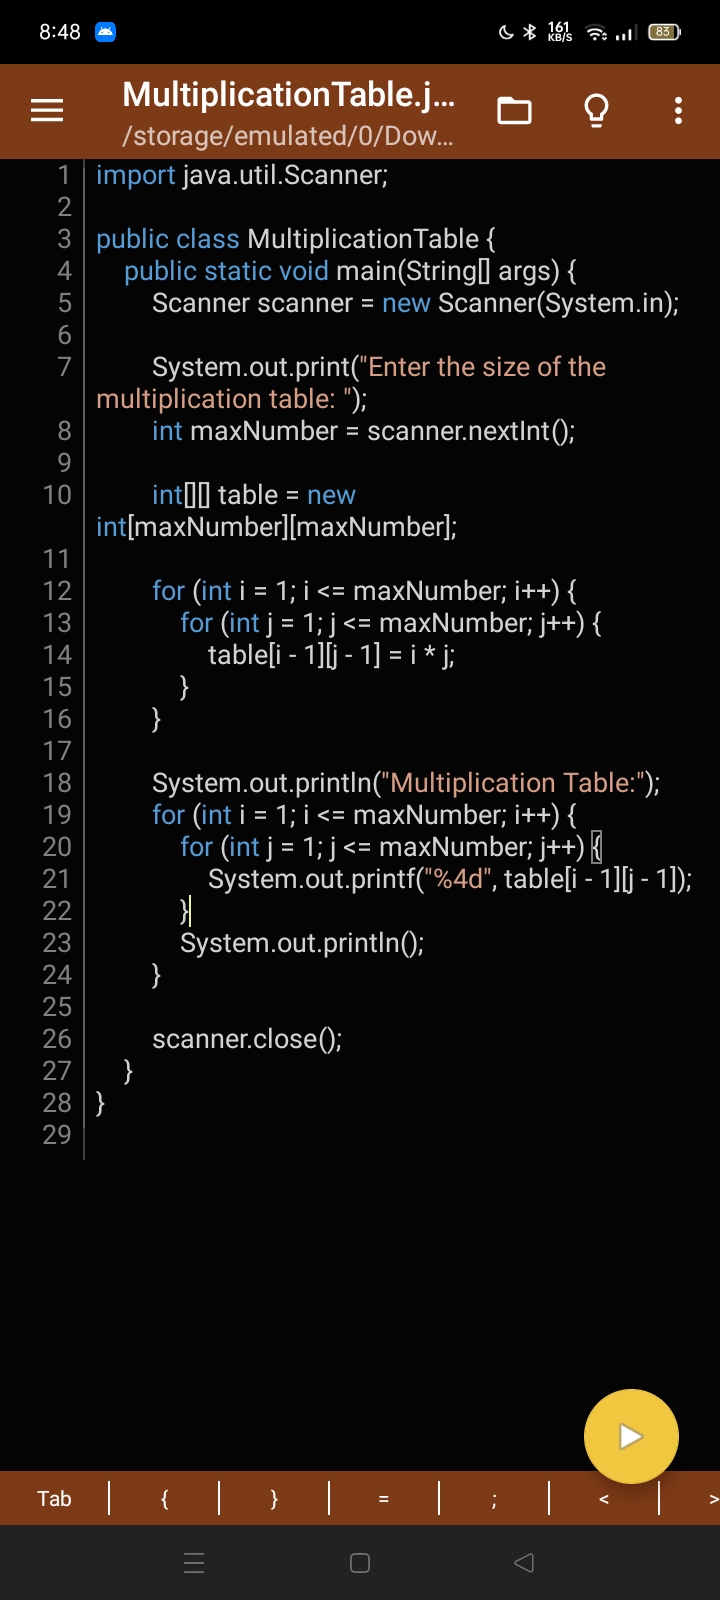 8:48
161
KB/S
83
MultiplicationTable.j...
/storage/emulated/0/Dow...
1 import java.util.Scanner;
2
3 public class MultiplicationTable {
4 public static void main(String[] args) {
5 Scanner scanner = new Scanner(System.in);
6
7 System.out.print("Enter the size of the
multiplication table: ");
8 int maxNumber = scanner.nextInt();
9
10 int[][] table = new
int[maxNumber][maxNumber];
11
12 for (int i = 1; i <= maxNumber; i++) {
13 for (int j = 1; j <= maxNumber; j++) {
14 table[i - 1][j - 1] = i * j;
15 }
16 }
17
18 System.out.println("Multiplication Table:");
19 for (int i = 1; i <= maxNumber; i++) {
20 for (int j = 1; j <= maxNumber; j++) {
21 System.out.printf("%4d", table[i - 1][j - 1]);
22 }
23 System.out.println();
24 }
25
26 scanner.close();
27 }
28 }
29
Tab { } = ; < >